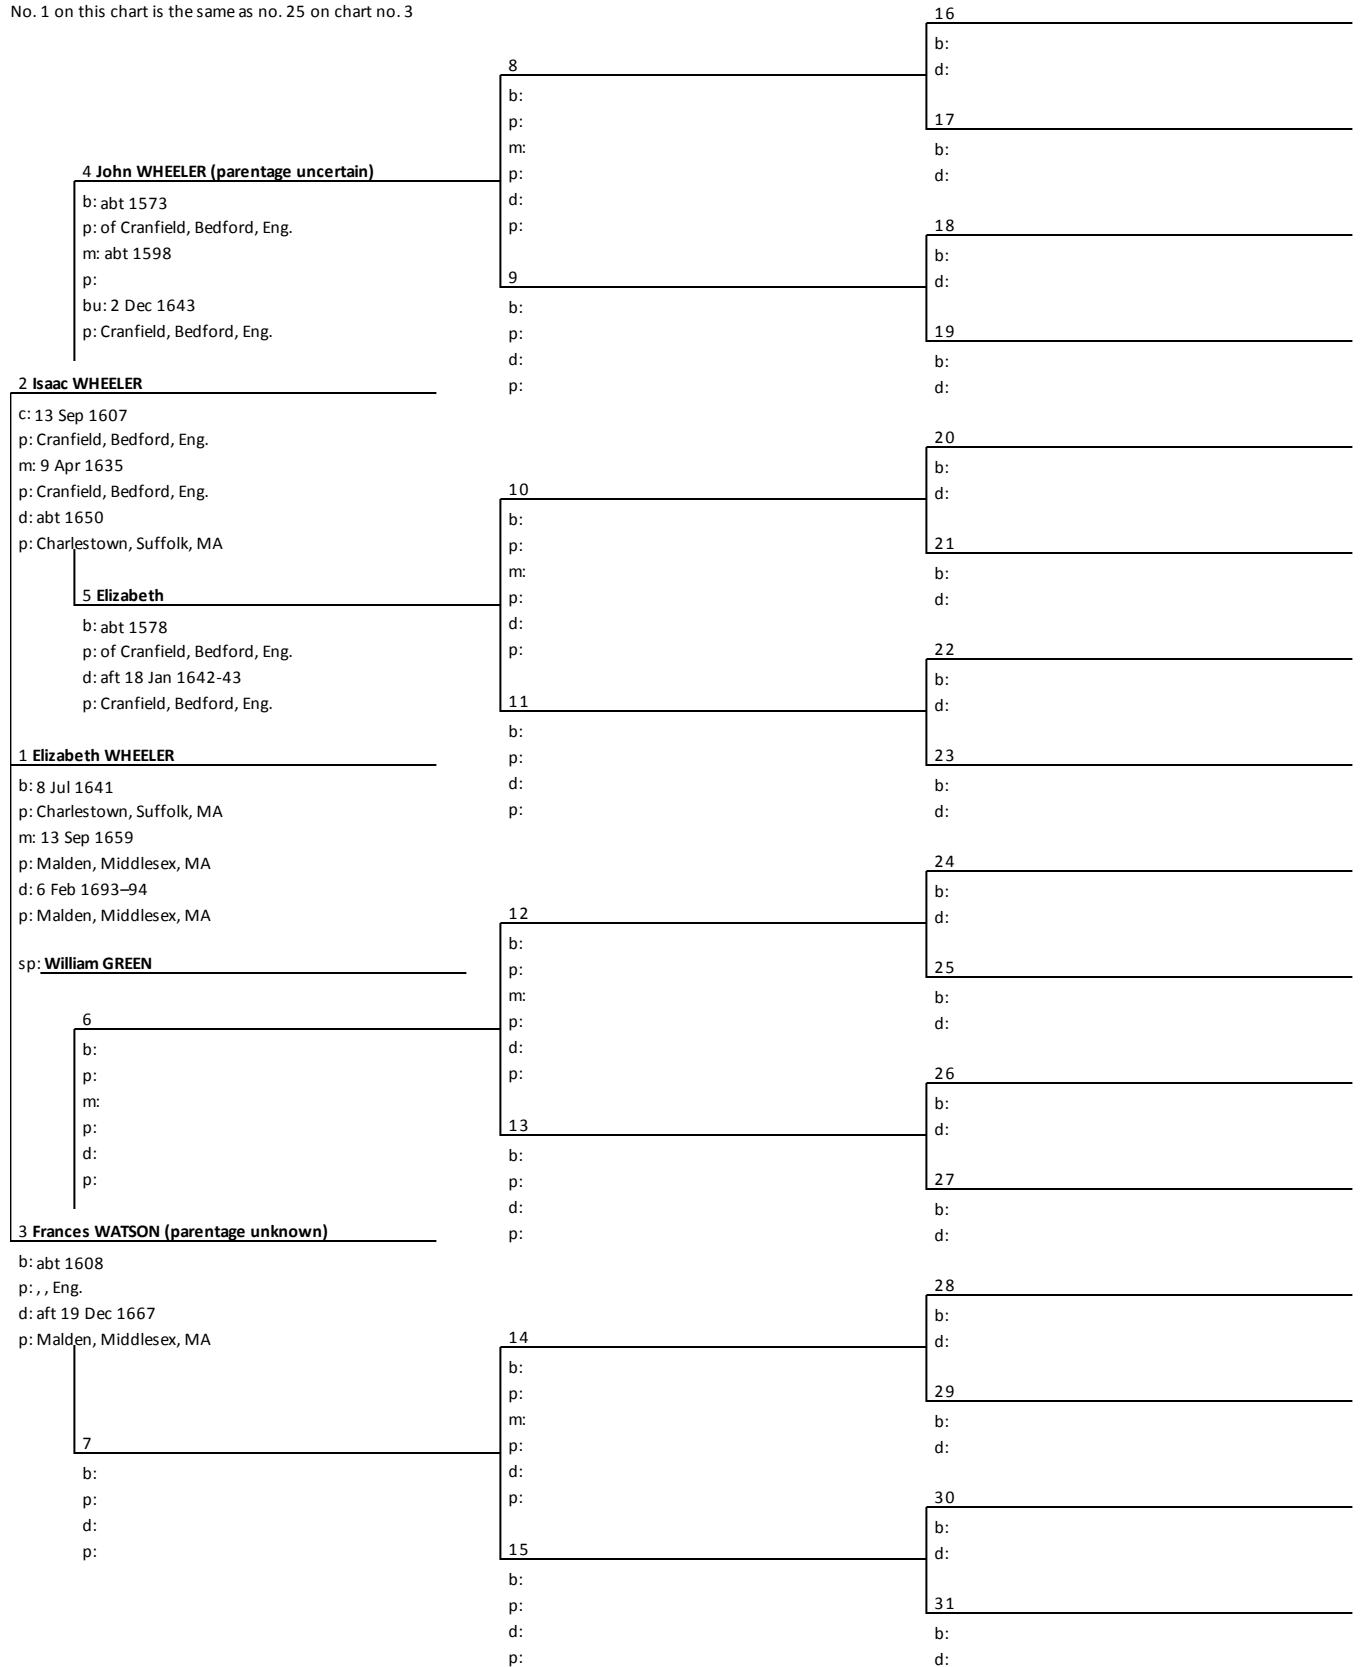 No. 1 on this chart is the same as no. 25 on chart no. 3
4 John WHEELER (parentage uncertain)
b: abt 1573
p: of Cranfield, Bedford, Eng.
m: abt 1598
p:
bu: 2 Dec 1643
p: Cranfield, Bedford, Eng.
2 Isaac WHEELER
c: 13 Sep 1607
p: Cranfield, Bedford, Eng.
m: 9 Apr 1635
p: Cranfield, Bedford, Eng.
d: abt 1650
p: Charlestown, Suffolk, MA
5 Elizabeth
b: abt 1578
p: of Cranfield, Bedford, Eng.
d: aft 18 Jan 1642-43
p: Cranfield, Bedford, Eng.
1 Elizabeth WHEELER
b: 8 Jul 1641
p: Charlestown, Suffolk, MA
m: 13 Sep 1659
p: Malden, Middlesex, MA
d: 6 Feb 1693–94
p: Malden, Middlesex, MA
sp: William GREEN
6
b:
p:
m:
p:
d:
p:
3 Frances WATSON (parentage unknown)
b: abt 1608
p: , , Eng.
d: aft 19 Dec 1667
p: Malden, Middlesex, MA
7
b:
p:
d:
p:
8
b:
p:
m:
p:
d:
p:
9
b:
p:
d:
p:
10
b:
p:
m:
p:
d:
p:
11
b:
p:
d:
p:
12
b:
p:
m:
p:
d:
p:
13
b:
p:
d:
p:
14
b:
p:
m:
p:
d:
p:
15
b:
p:
d:
p:
16
b:
d:
17
b:
d:
18
b:
d:
19
b:
d:
20
b:
d:
21
b:
d:
22
b:
d:
23
b:
d:
24
b:
d:
25
b:
d:
26
b:
d:
27
b:
d:
28
b:
d:
29
b:
d:
30
b:
d:
31
b:
d: